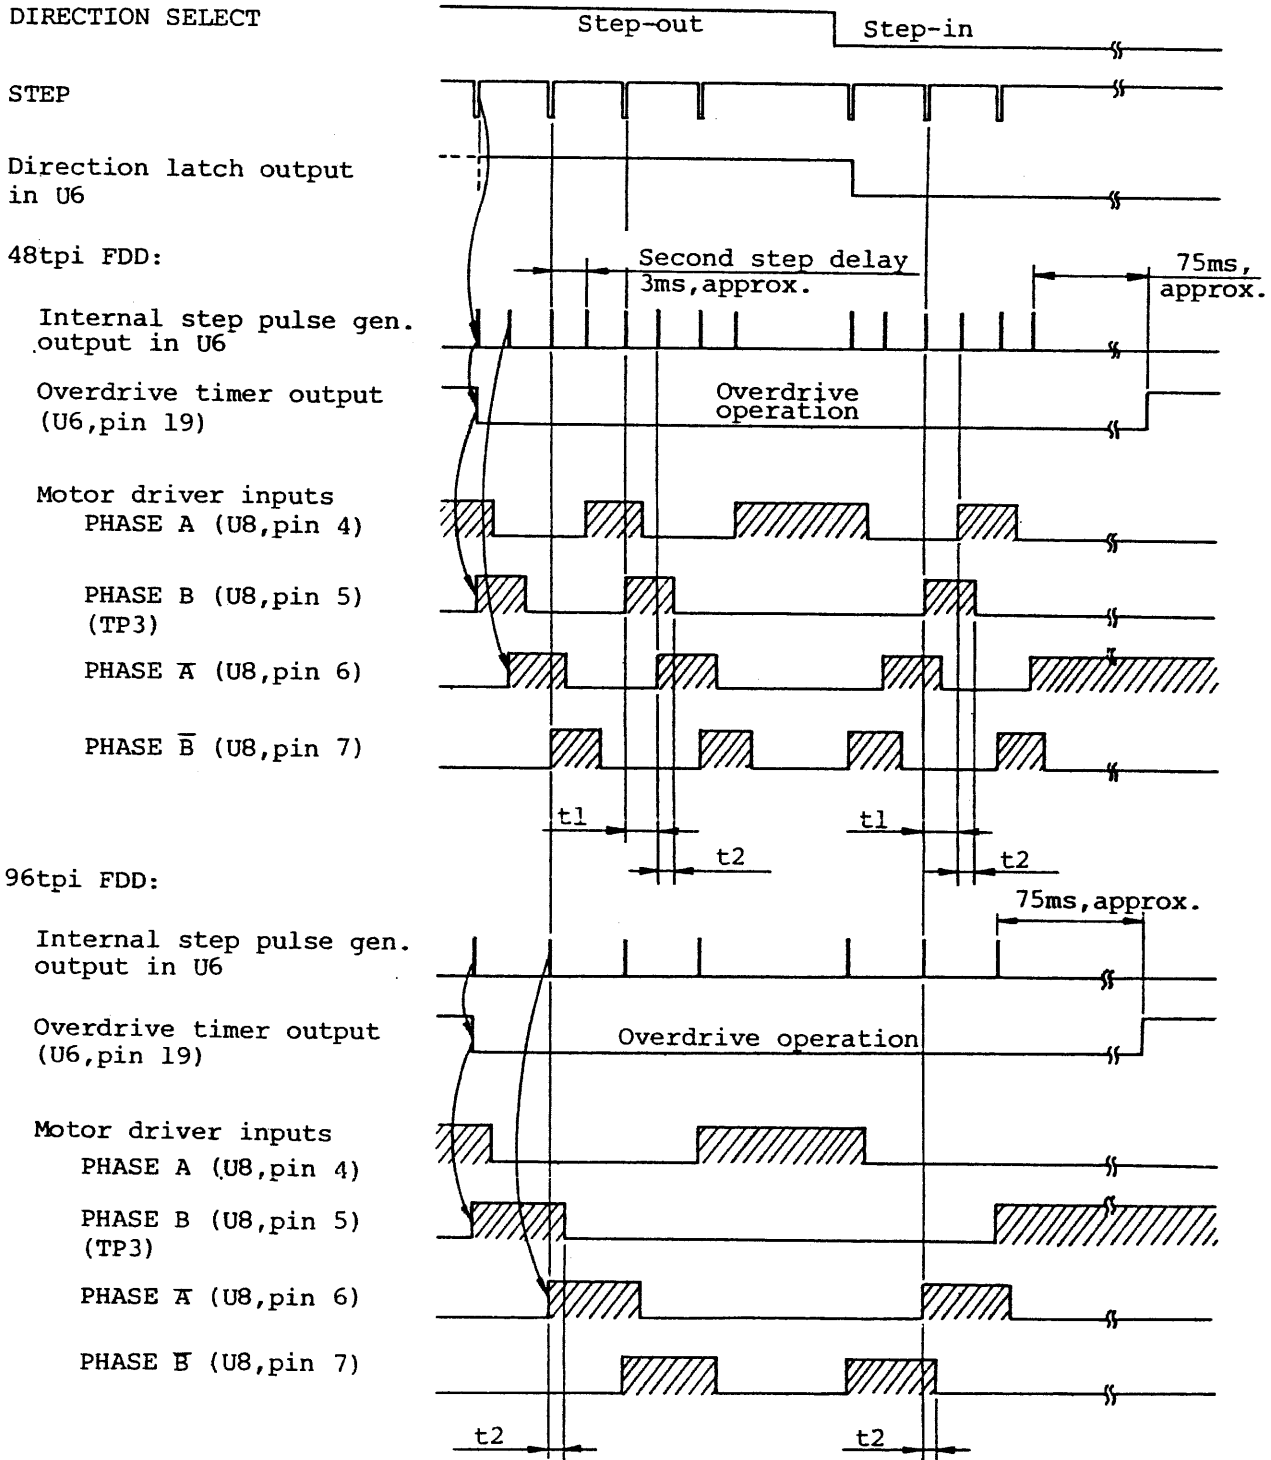 DIRECTION SELECT
Step-out
Step-in
STEP
Direction latch output
in U6
48tpi FDD:
Second step delay
3ms,approx.
75ms,
approx.
Internal step pulse gen.
output in U6
Overdrive timer output
(U6,pin 19)
Overdrive
operation
Motor driver inputs
PHASE A (U8,pin 4)
PHASE B (U8,pin 5)
(TP3)
PHASE A̅ (U8,pin 6)
PHASE B̅ (U8,pin 7)
t1
t1
t2
t2
96tpi FDD:
75ms,approx.
Internal step pulse gen.
output in U6
Overdrive timer output
(U6,pin 19)
Overdrive operation
Motor driver inputs
PHASE A (U8,pin 4)
PHASE B (U8,pin 5)
(TP3)
PHASE A̅ (U8,pin 6)
PHASE B̅ (U8,pin 7)
t2
t2